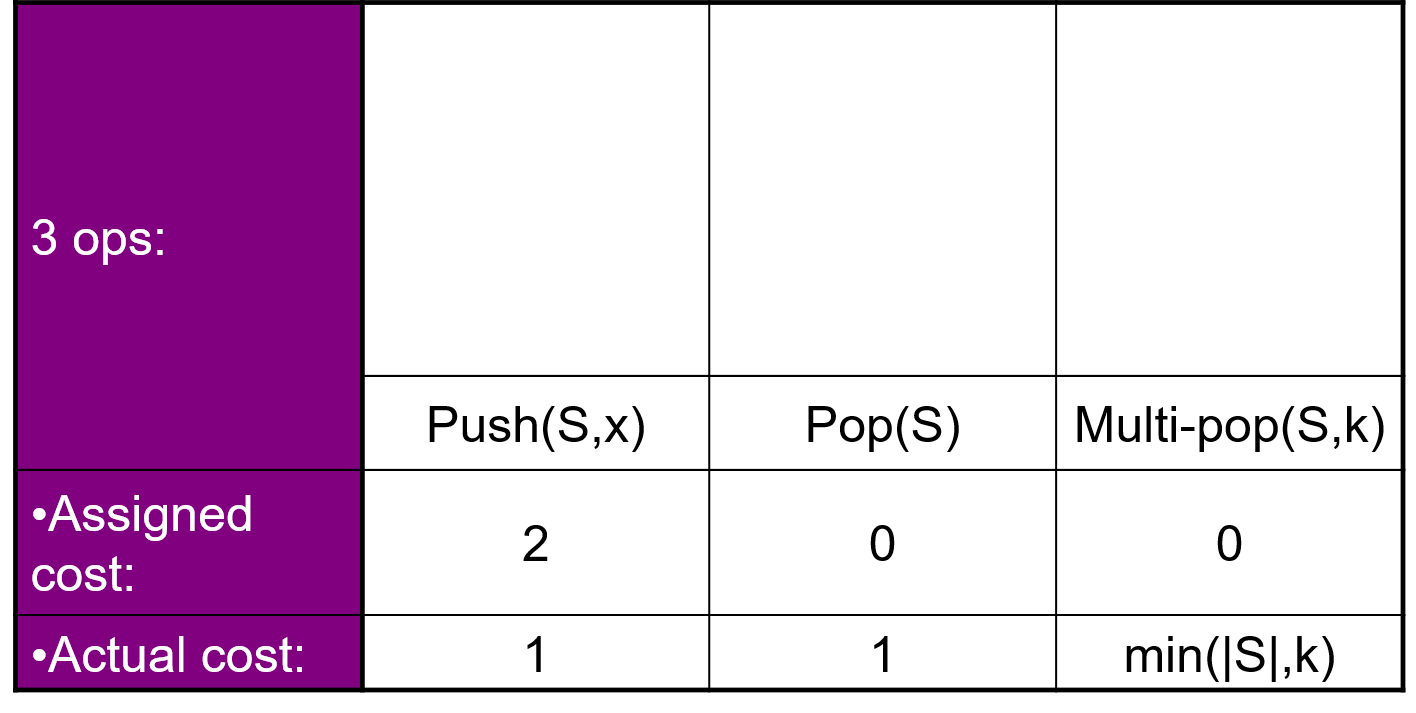 3 ops:
Push(S,x) Pop(S) Multi-pop(S,k)
•Assigned
cost:
2 0 0
•Actual cost: 1 1 min(|S|,k)